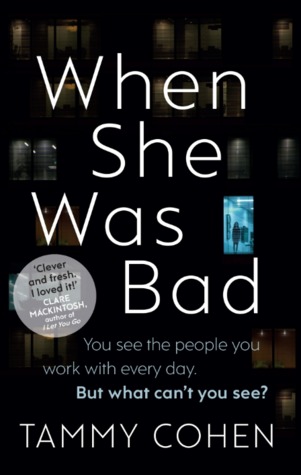 When
She
Was
Bad
'Clever
and fresh.
I loved it!'
CLARE
MACKINTOSH,
author of
I Let You Go
You see the people you
work with every day.
But what can't you see?
TAMMY COHEN